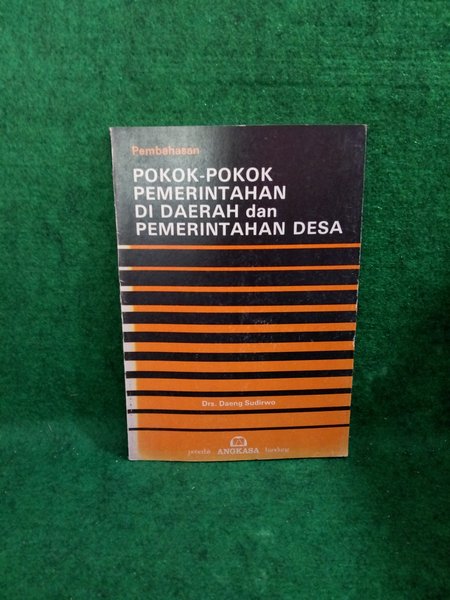 Pembahasan
POKOK-POKOK
PEMERINTAHAN
DI DAERAH dan
PEMERINTAHAN DESA
Drs. Daeng Sudirwo
penerbit ANGKASA bandung